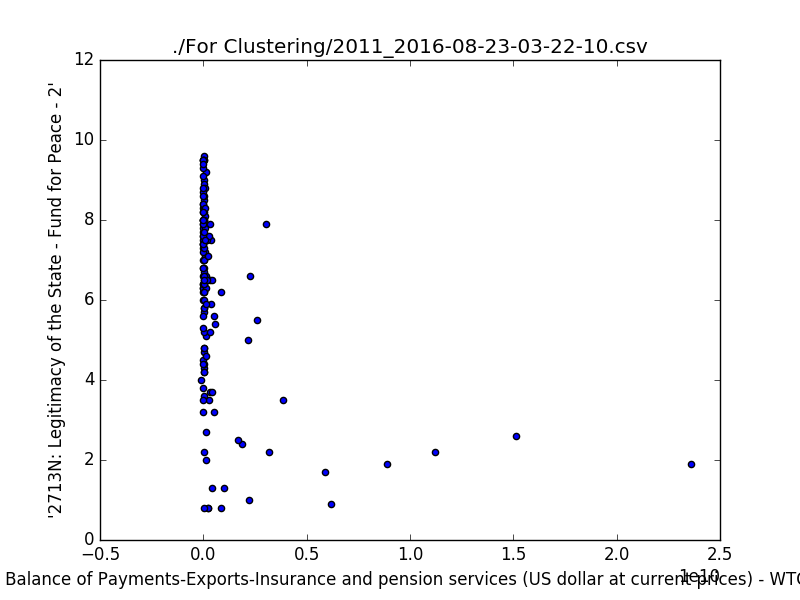 ./For Clustering/2011_2016-08-23-03-22-10.csv
'2713N: Legitimacy of the State - Fund for Peace - 2'
12
10
8
6
4
2
0
−0.5 0.0 0.5 1.0 1.5 2.0 2.5
1e10
Balance of Payments-Exports-Insurance and pension services (US dollar at current prices) - WTO